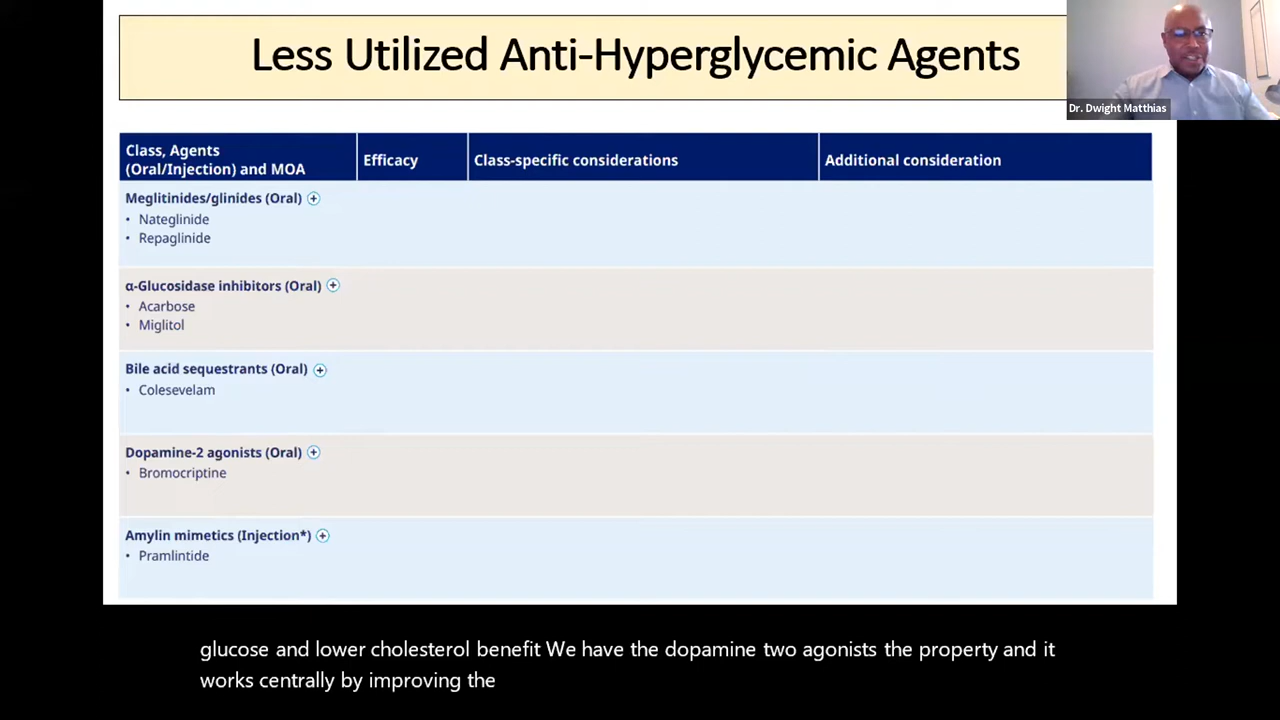 Less Utilized Anti-Hyperglycemic Agents
Dr. Dwight Matthias
Class, Agents
(Oral/Injection) and MOA
Efficacy
Class-specific considerations
Additional consideration
Meglitinides/glinides (Oral)
• Nateglinide
• Repaglinide
α-Glucosidase inhibitors (Oral)
• Acarbose
• Miglitol
Bile acid sequestrants (Oral)
• Colesevelam
Dopamine-2 agonists (Oral)
• Bromocriptine
Amylin mimetics (Injection*)
• Pramlintide
glucose and lower cholesterol benefit We have the dopamine two agonists the property and it
works centrally by improving the